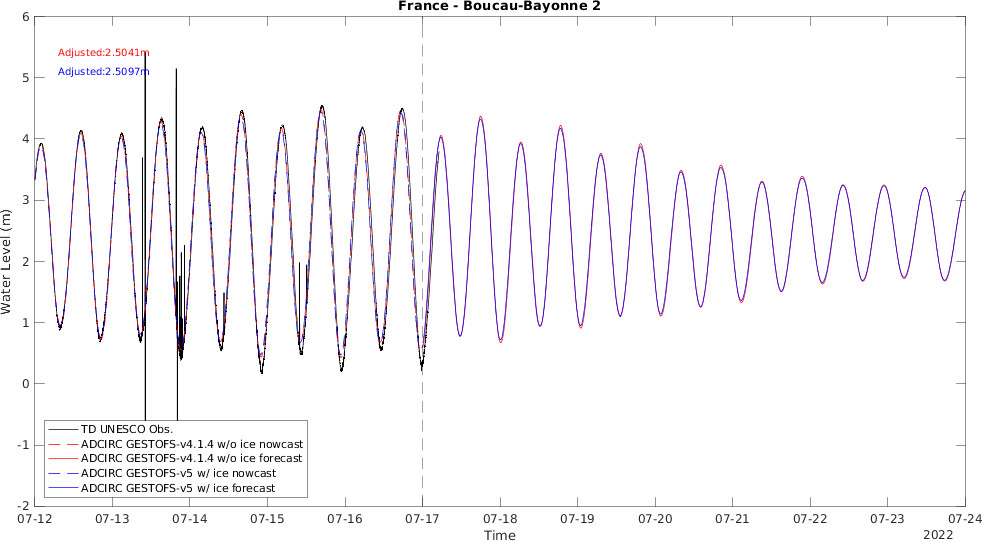 France - Boucau-Bayonne 2
6
5
4
3
2
1
0
-1
-2
Water Level (m)
Adjusted:2.5041m
Adjusted:2.5097m
TD UNESCO Obs.
ADCIRC GESTOFS-v4.1.4 w/o ice nowcast
ADCIRC GESTOFS-v4.1.4 w/o ice forecast
ADCIRC GESTOFS-v5 w/ ice nowcast
ADCIRC GESTOFS-v5 w/ ice forecast
07-12 07-13 07-14 07-15 07-16 07-17 07-18 07-19 07-20 07-21 07-22 07-23 07-24
Time
2022